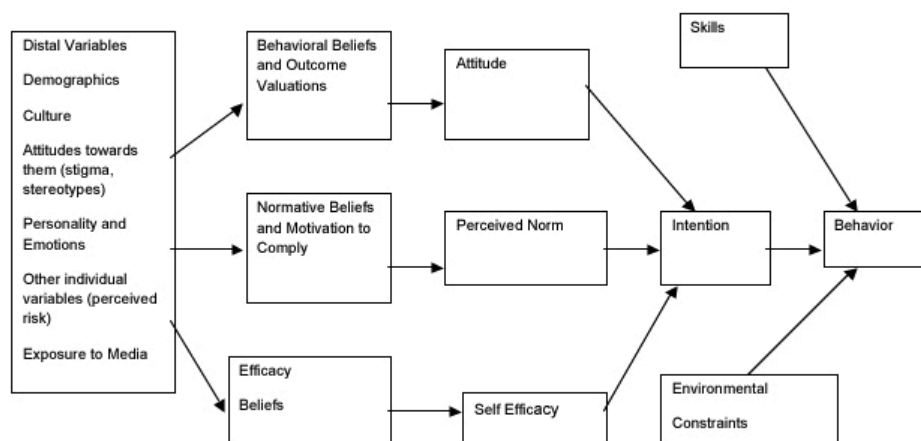 Distal Variables
Demographics
Culture
Attitudes towards
them (stigma,
stereotypes)
Personality and
Emotions
Other individual
variables (perceived
risk)
Exposure to Media
Behavioral Beliefs
and Outcome
Valuations
Attitude
Normative Beliefs
and Motivation to
Comply
Perceived Norm
Efficacy
Beliefs
Self Efficacy
Intention
Skills
Behavior
Environmental
Constraints